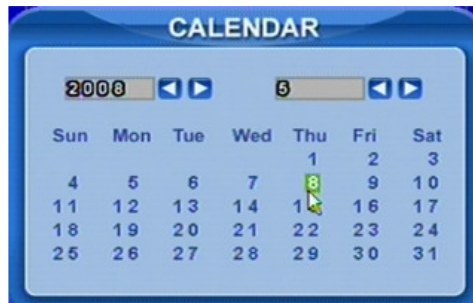 CALENDAR
2008 5
Sun Mon Tue Wed Thu Fri Sat
1 2 3
4 5 6 7 8 9 10
11 12 13 14 16 17
18 19 20 21 22 23 24
25 26 27 28 29 30 31